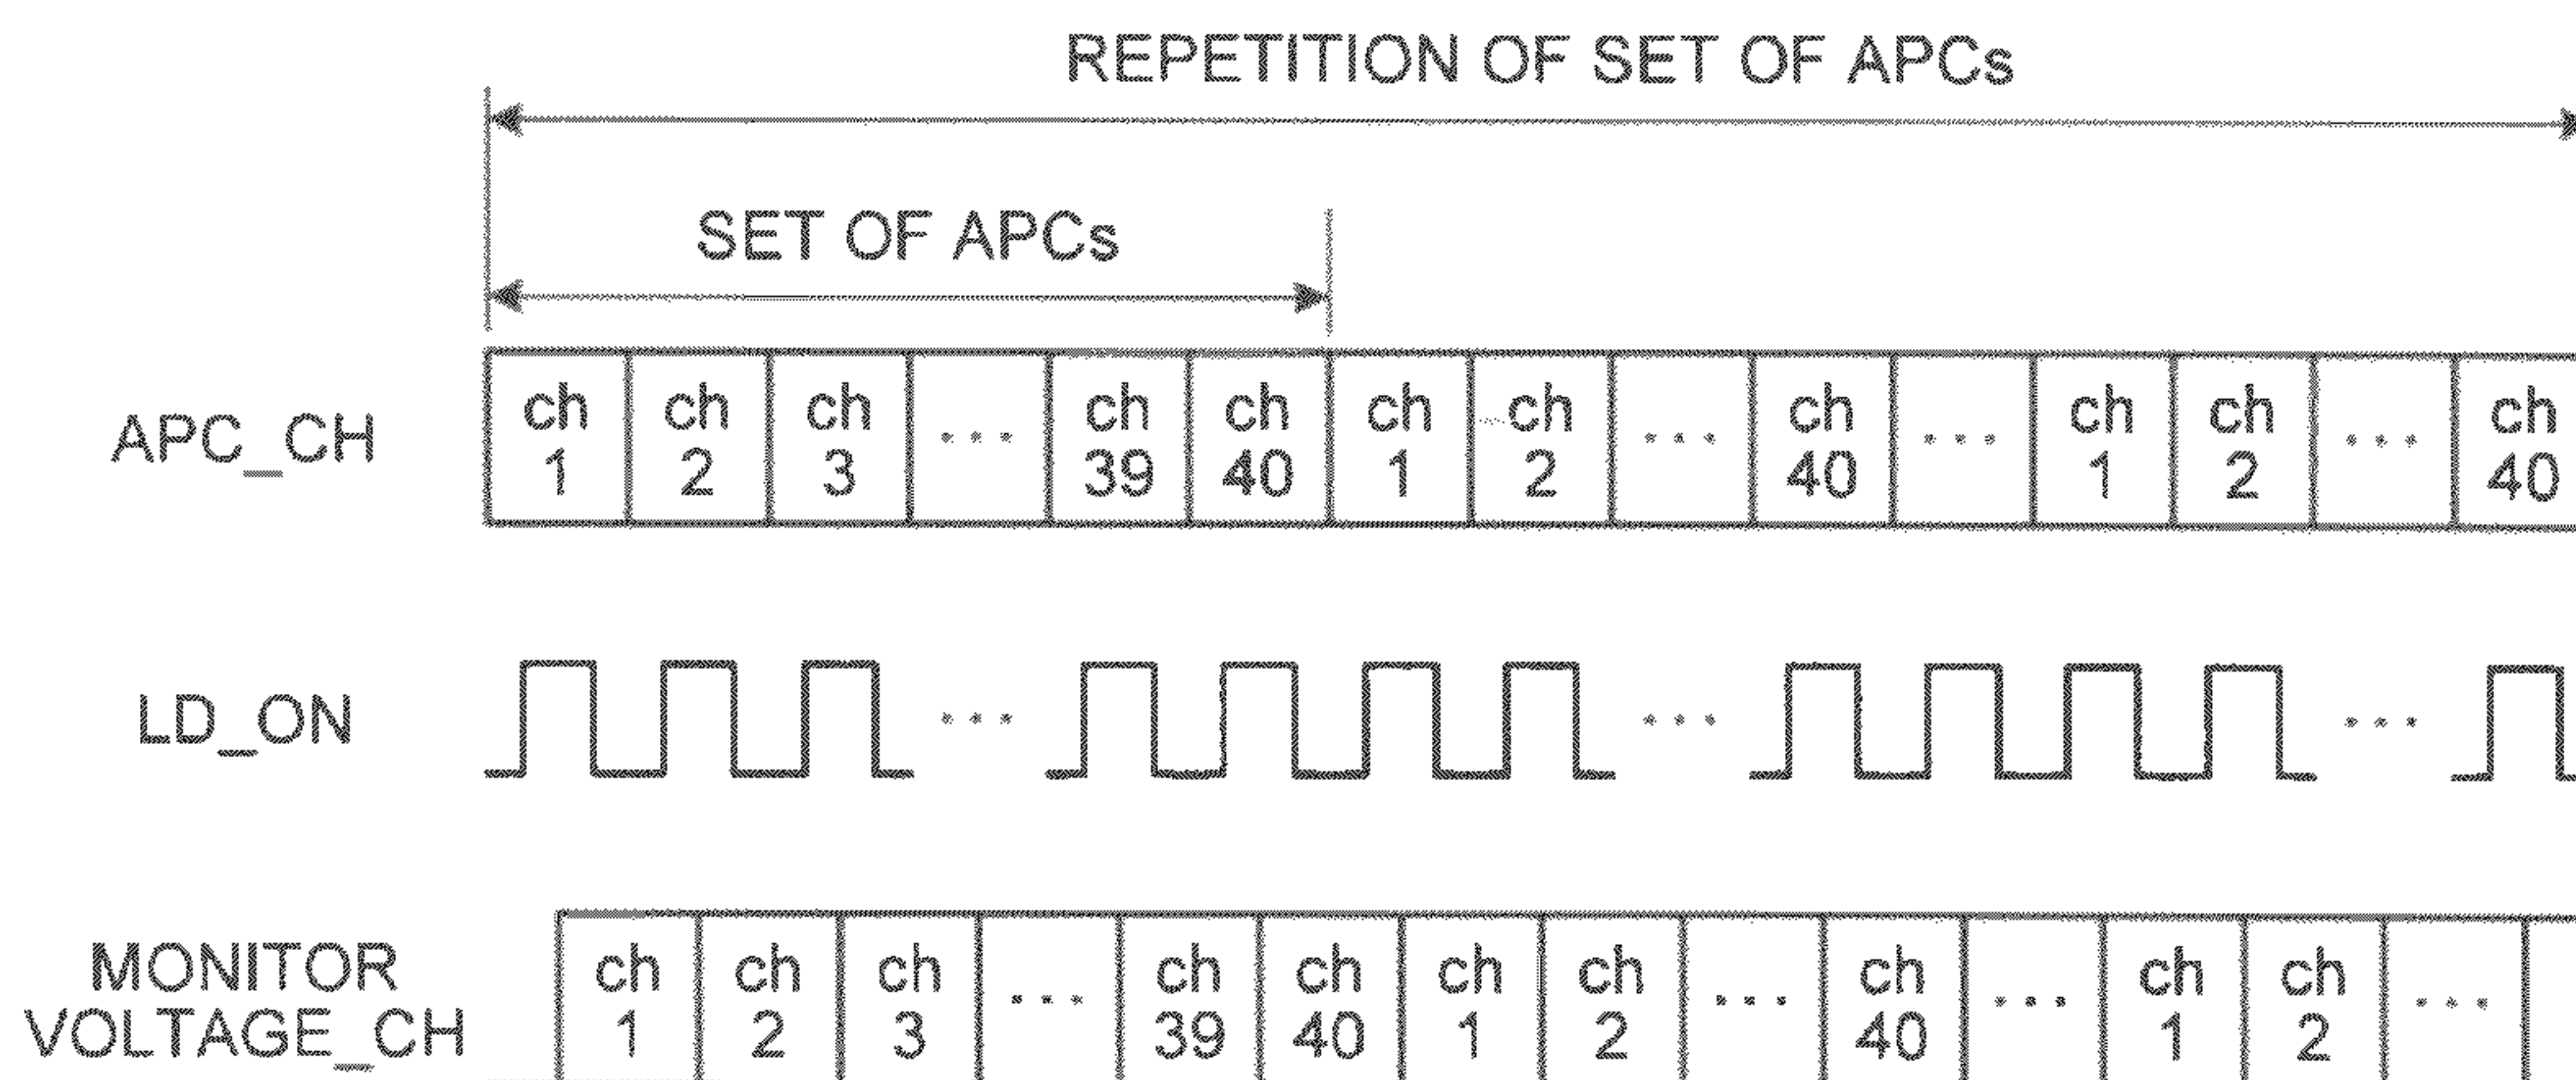 REPETITION OF SET OF APCs
SET OF APCs
APC_CH
ch 1 ch 2 ch 3 ... ch 39 ch 40 ch 1 ch 2 ... ch 40 ... ch 1 ch 2 ... ch 40
LD_ON
... ... ...
MONITOR
VOLTAGE_CH
ch 1 ch 2 ch 3 ... ch 39 ch 40 ch 1 ch 2 ... ch 40 ... ch 1 ch 2 ...